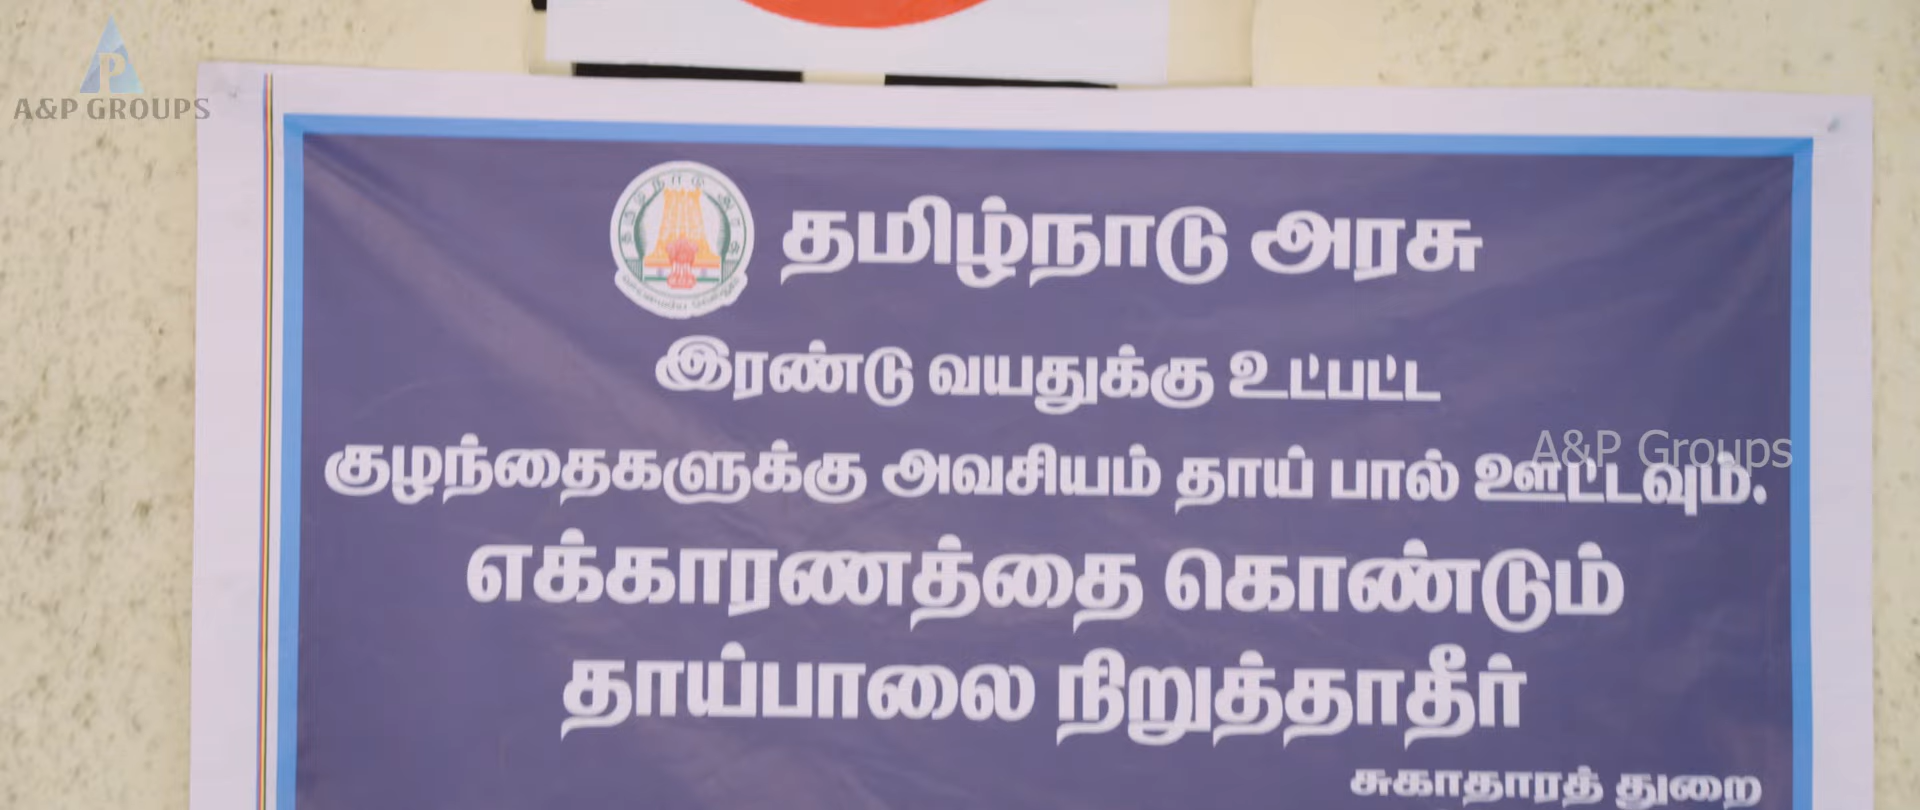 A&P GROUPS
தமிழ்நாடு அரசு
இரண்டு வயதுக்கு உட்பட்ட
குழந்தைகளுக்கு அவசியம் தாய் பால் ஊட்டவும்.
A&P Groups
எக்காரணத்தை கொண்டும்
தாய்பாலை நிறுத்தாதீர்
சுகாதாரத் துறை